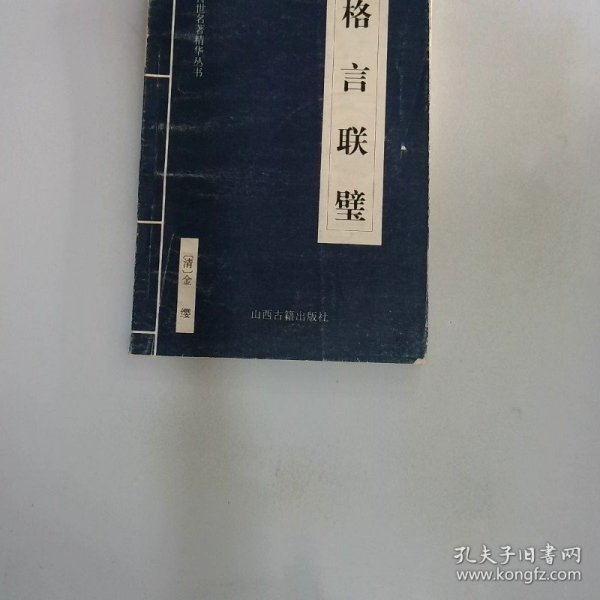 格言联璧
世名著精华丛书
〔清〕金 缨
山西古籍出版社
孔夫子旧书网
www.kongfz.com